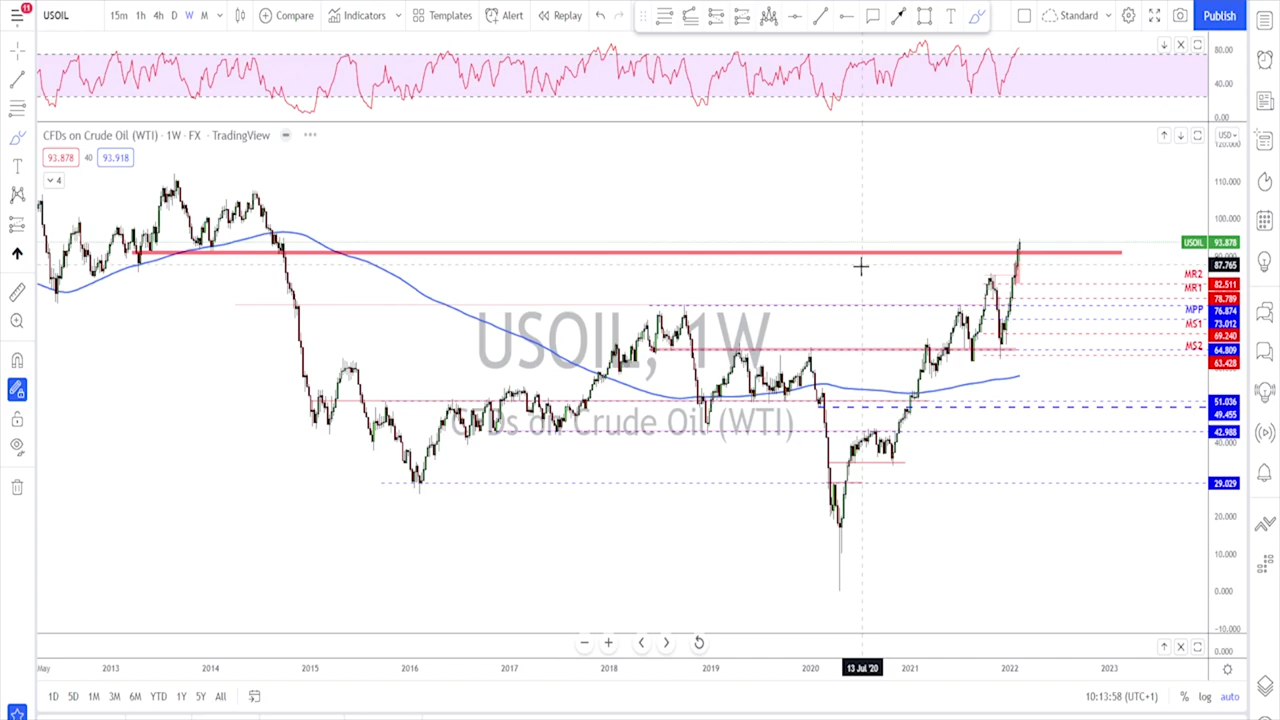 USOIL 15m 1h 4h D W M Compare Indicators Templates Alert Replay Standard Publish
80.00
40.00
0.00
CFDs on Crude Oil (WTI) · 1W · FX · TradingView USD
93.878 40 93.918
4
110.000
100.000
USOIL 93.878
87.765
MR2 82.511
MR1 78.789
MPP 76.874
73.012
MS1 69.240
MS2 64.809
63.428
USOIL, 1W
CFDs on Crude Oil (WTI)
51.036
49.455
42.988
40.000
29.029
20.000
10.000
0.000
-10.000
0.000
May 2013 2014 2015 2016 2017 2018 2019 2020 13 Jul '20 2021 2022 2023
1D 5D 1M 3M 6M YTD 1Y 5Y All 10:13:58 (UTC+1) % log auto